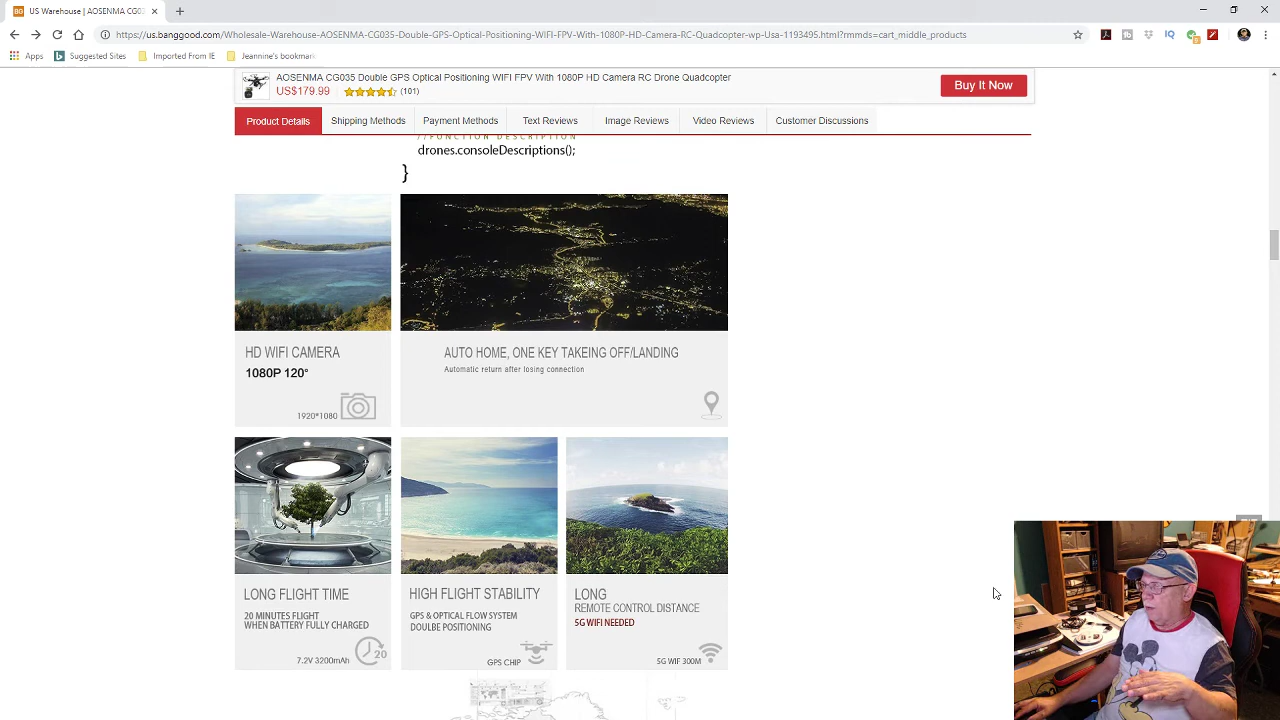 US Warehouse | AOSENMA CG03
us.banggood.com/Wholesale-Warehouse-AOSENMA-CG035-Double-GPS-Optical-Positioning-WIFI-FPV-With-1080P-HD-Camera-RC-Quadcopter-wp-Usa-1193495.html?rmmds=cart_middle_products
Apps
Suggested Sites
Imported From IE
Jeannine's bookmar
AOSENMA CG035 Double GPS Optical Positioning WIFI FPV With 1080P HD Camera RC Drone Quadcopter
US$179.99
(101)
Buy It Now
Product Details
Shipping Methods
Payment Methods
Text Reviews
Image Reviews
Video Reviews
Customer Discussions
//FUNCTION DESCRIPTION
drones.consoleDescriptions();
}
HD WIFI CAMERA
1080P 120°
1920*1080
AUTO HOME, ONE KEY TAKEING OFF/LANDING
Automatic return after losing connection
LONG FLIGHT TIME
20 MINUTES FLIGHT
WHEN BATTERY FULLY CHARGED
7.2V 3200mAh
20
HIGH FLIGHT STABILITY
GPS & OPTICAL FLOW SYSTEM
DOULBE POSITIONING
GPS CHIP
LONG
REMOTE CONTROL DISTANCE
5G WIFI NEEDED
5G WIF 300M